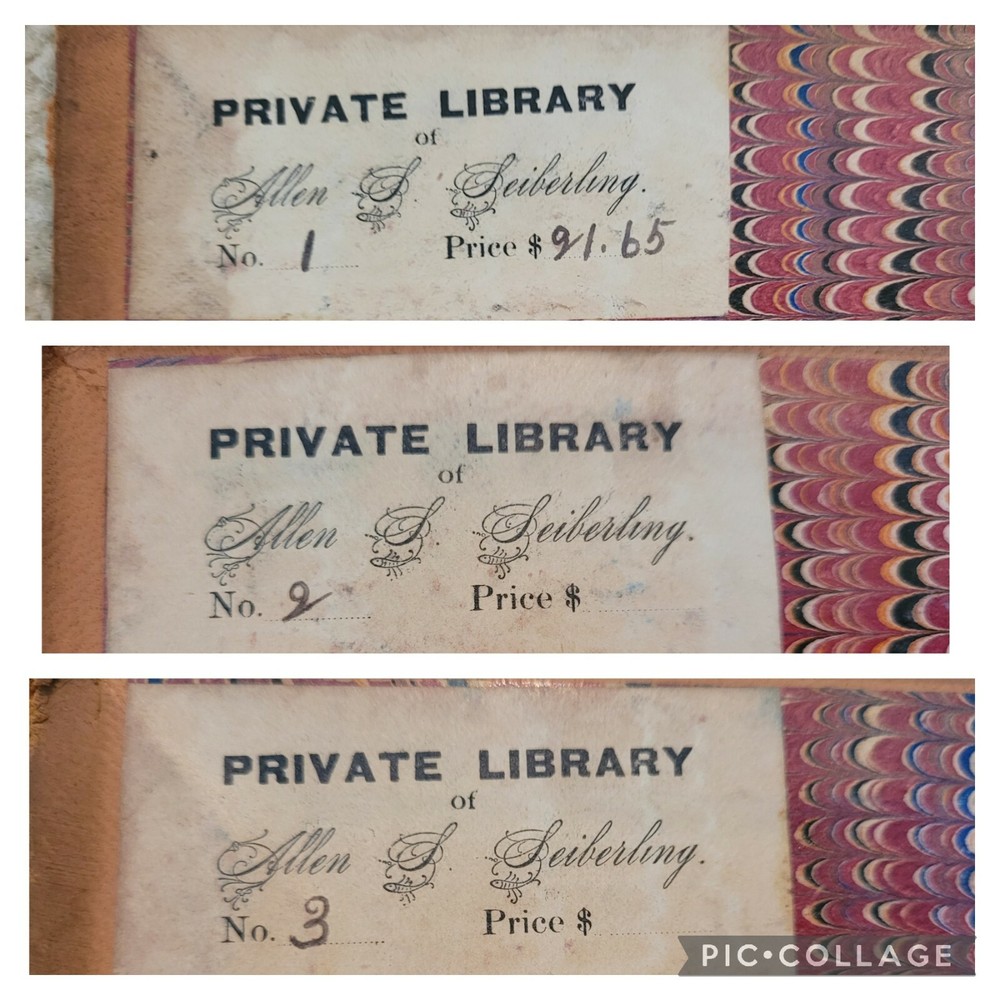 PRIVATE LIBRARY
of
Allen S Seiberling.
No. 1 Price $ 21.65
PRIVATE LIBRARY
of
Allen S Seiberling.
No. 2 Price $
PRIVATE LIBRARY
of
Allen S Seiberling.
No. 3 Price $
PIC•COLLAGE